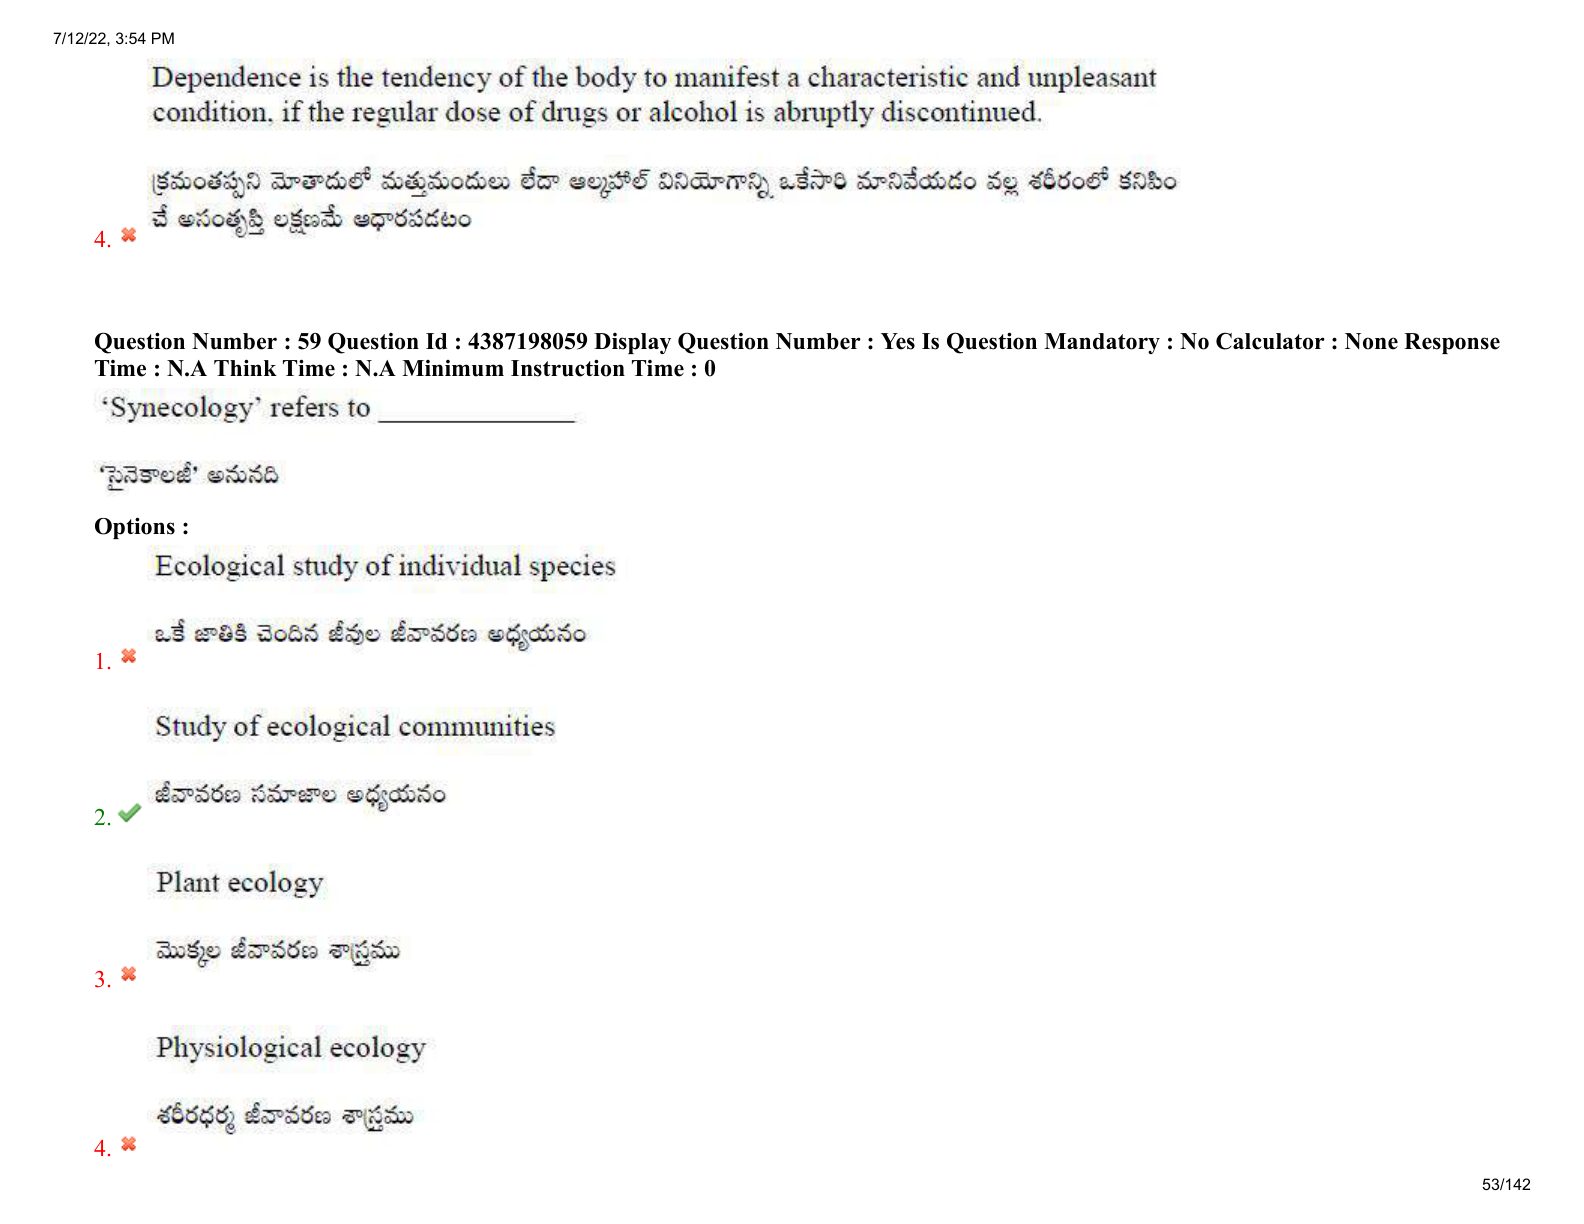 7/12/22, 3:54 PM
Dependence is the tendency of the body to manifest a characteristic and unpleasant
condition, if the regular dose of drugs or alcohol is abruptly discontinued.
క్రమంతప్పని మోతాదులో మత్తుమందులు లేదా ఆల్కహాల్ వినియోగాన్ని ఒకేసారి మానివేయడం వల్ల శరీరంలో కనిపిం
చే అసంతృప్తి లక్షణమే ఆధారపడటం
4.
Question Number : 59 Question Id : 4387198059 Display Question Number : Yes Is Question Mandatory : No Calculator : None Response
Time : N.A Think Time : N.A Minimum Instruction Time : 0
‘Synecology’ refers to ______________
‘సైనెకాలజీ’ అనునది
Options :
Ecological study of individual species
ఒకే జాతికి చెందిన జీవుల జీవావరణ అధ్యయనం
1.
Study of ecological communities
జీవావరణ సమాజాల అధ్యయనం
2.
Plant ecology
మొక్కల జీవావరణ శాస్త్రము
3.
Physiological ecology
శరీరధర్మ జీవావరణ శాస్త్రము
4.
53/142